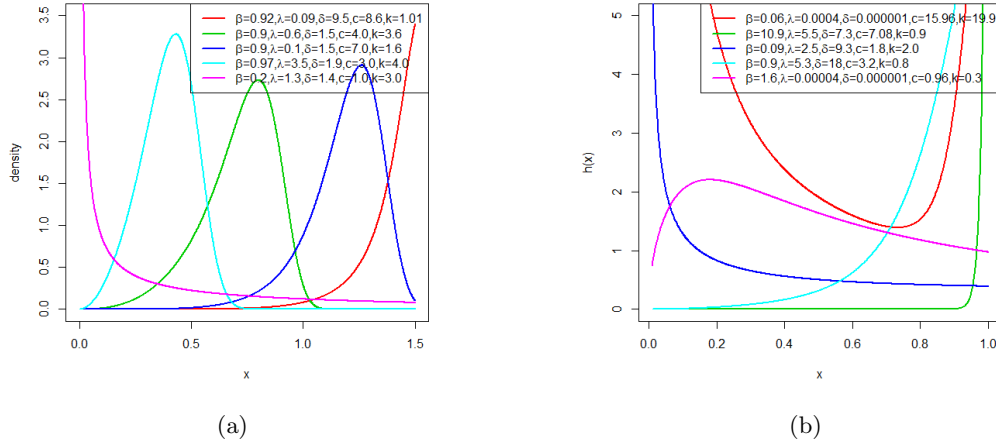 β=0.92,λ=0.09,δ=9.5,c=8.6,k=1.01
β=0.9,λ=0.6,δ=1.5,c=4.0,k=3.6
β=0.9,λ=0.1,δ=1.5,c=7.0,k=1.6
β=0.97,λ=3.5,δ=1.9,c=3.0,k=4.0
β=0.2,λ=1.3,δ=1.4,c=1.0,k=3.0
density
0.0 0.5 1.0 1.5 2.0 2.5 3.0 3.5
0.0 0.5 1.0 1.5
x
(a)
β=0.06,λ=0.0004,δ=0.000001,c=15.96,k=19.9
β=10.9,λ=5.5,δ=7.3,c=7.08,k=0.9
β=0.09,λ=2.5,δ=9.3,c=1.8,k=2.0
β=0.9,λ=5.3,δ=18,c=3.2,k=0.8
β=1.6,λ=0.00004,δ=0.000001,c=0.96,k=0.3
h(x)
0 1 2 3 4 5
0.0 0.2 0.4 0.6 0.8 1.0
x
(b)